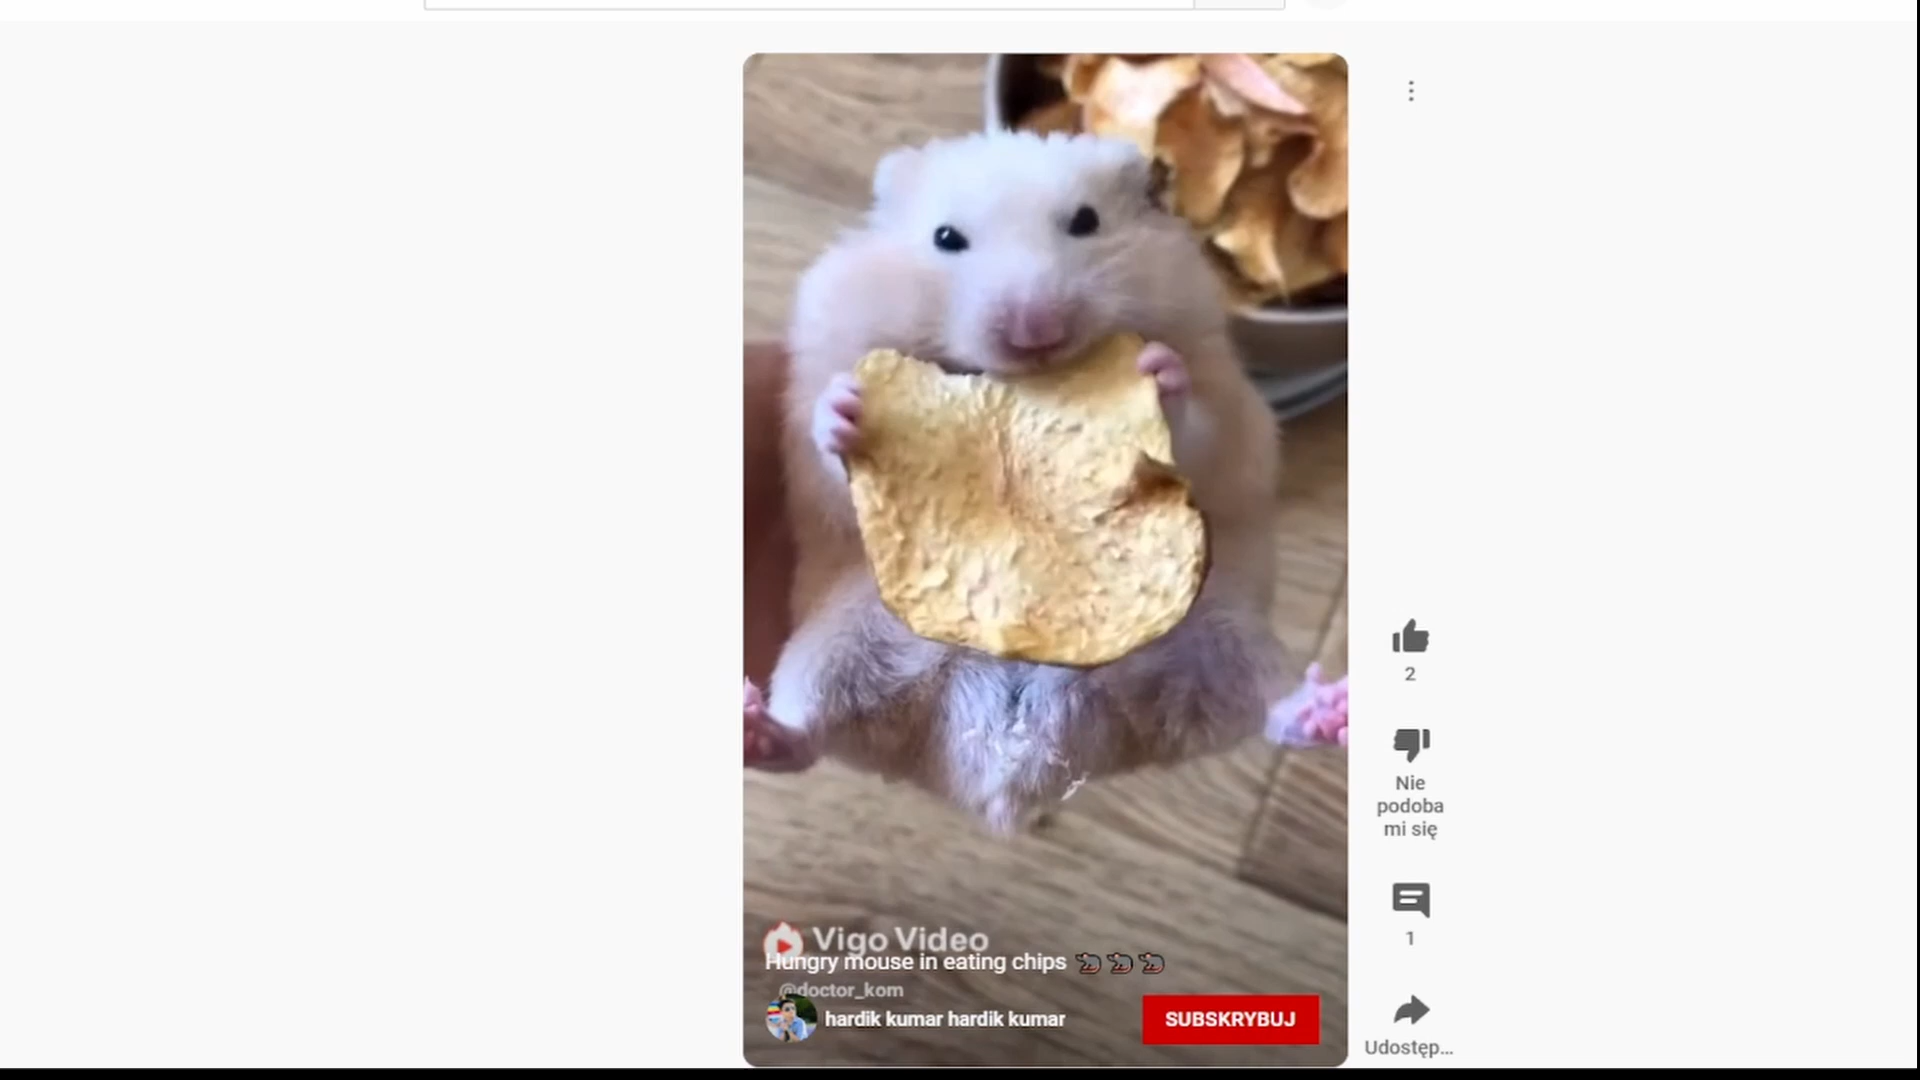 2
Nie
podoba
mi się
1
Vigo Video
Hungry mouse in eating chips
@doctor_kom
hardik kumar hardik kumar
SUBSKRYBUJ
Udostęp...